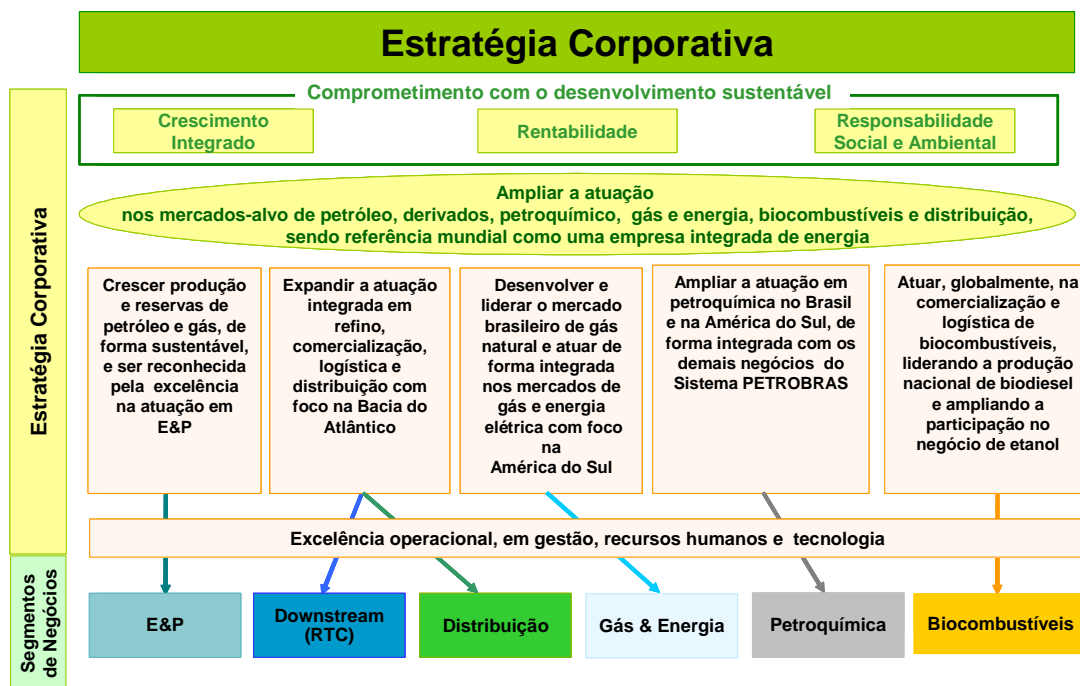 Estratégia Corporativa
Comprometimento com o desenvolvimento sustentável
Crescimento
Integrado
Rentabilidade
Responsabilidade
Social e Ambiental
Estratégia Corporativa
Ampliar a atuação
nos mercados-alvo de petróleo, derivados, petroquímico, gás e energia, biocombustíveis e distribuição,
sendo referência mundial como uma empresa integrada de energia
Crescer produção
e reservas de
petróleo e gás, de
forma sustentável,
e ser reconhecida
pela excelência
na atuação em
E&P
Expandir a atuação
integrada em
refino,
comercialização,
logística e
distribuição com
foco na Bacia do
Atlântico
Desenvolver e
liderar o mercado
brasileiro de gás
natural e atuar de
forma integrada
nos mercados de
gás e energia
elétrica com foco
na
América do Sul
Ampliar a atuação em
petroquímica no Brasil
e na América do Sul, de
forma integrada com os
demais negócios do
Sistema PETROBRAS
Atuar, globalmente, na
comercialização e
logística de
biocombustíveis,
liderando a produção
nacional de biodiesel
e ampliando a
participação no
negócio de etanol
Excelência operacional, em gestão, recursos humanos e tecnologia
Segmentos
de Negócios
E&P
Downstream
(RTC)
Distribuição
Gás & Energia
Petroquímica
Biocombustíveis